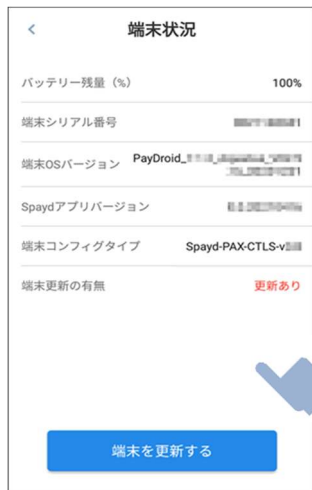 端末状況
バッテリー残量（%） 100%
端末シリアル番号
端末OSバージョン PayDroid_
Spaydアプリバージョン
端末コンフィグタイプ Spayd-PAX-CTLS-v
端末更新の有無 更新あり
端末を更新する